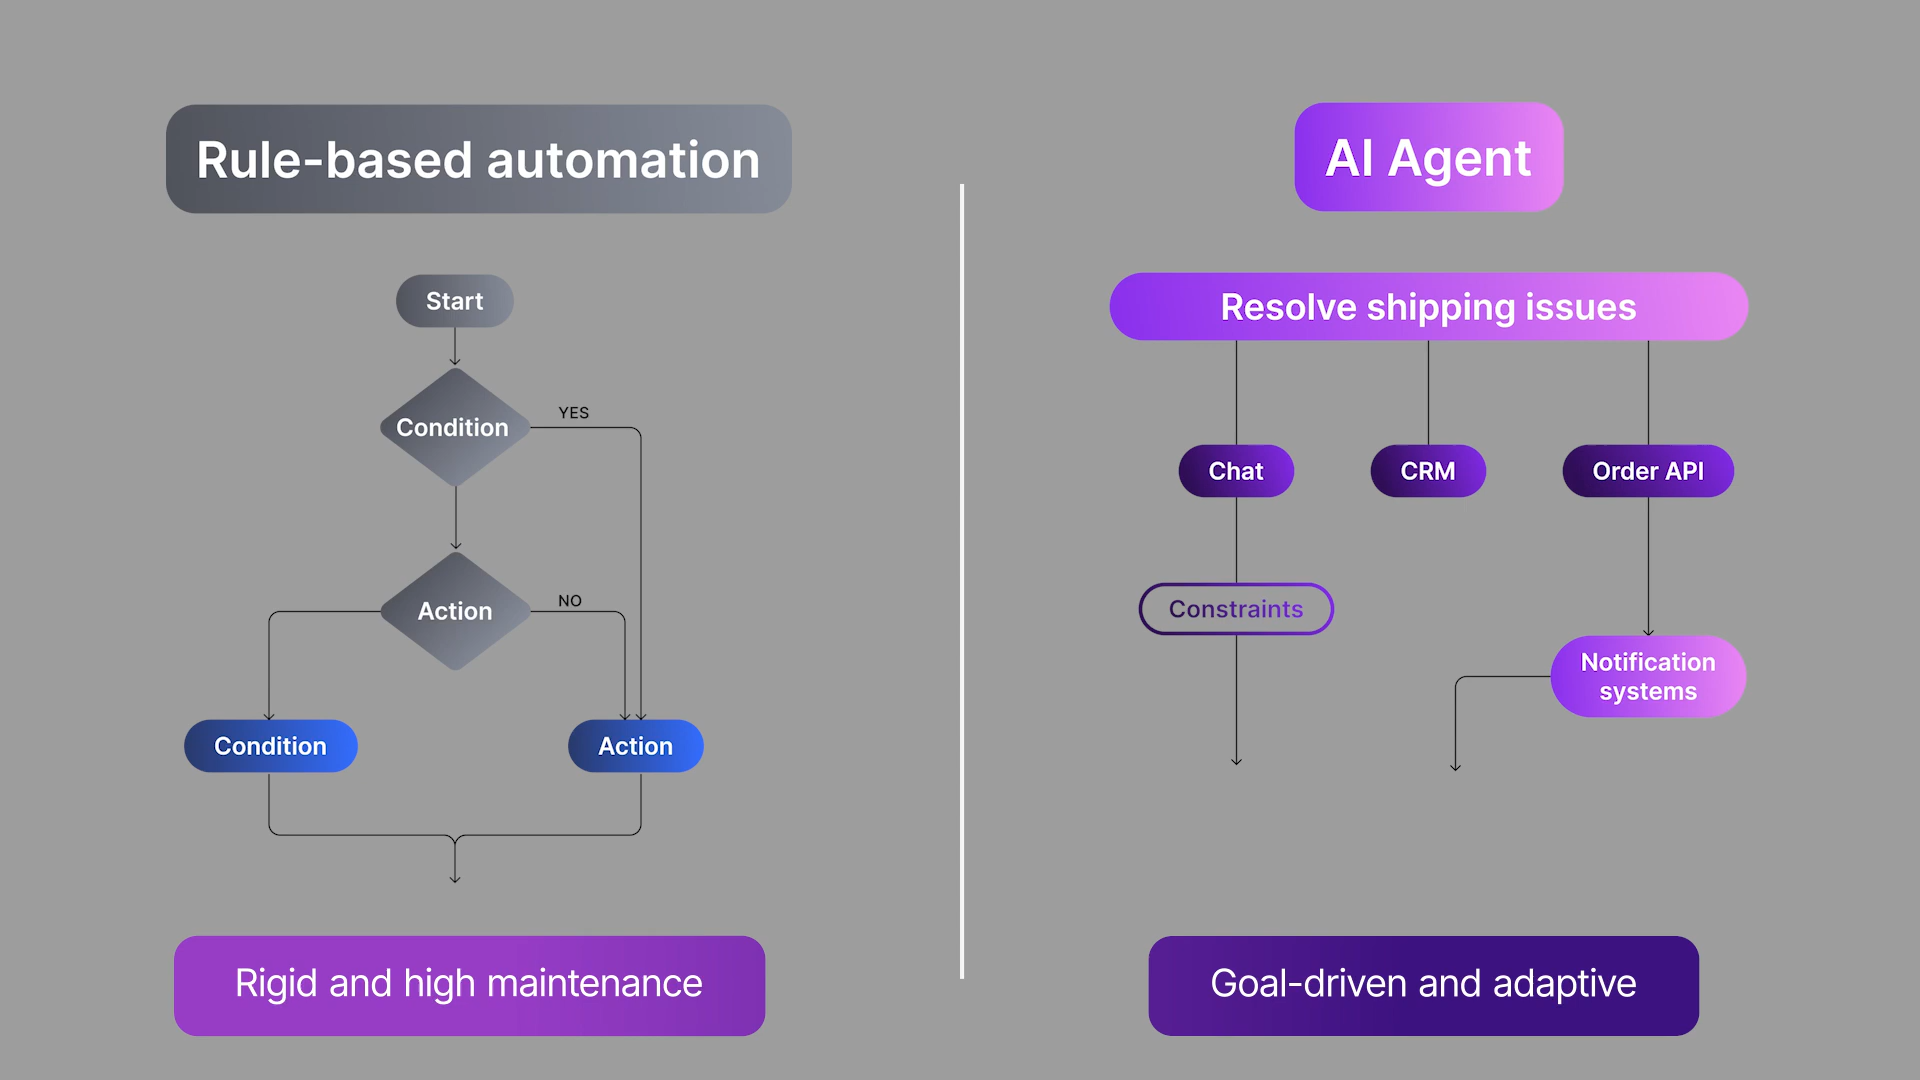 Rule-based automation
Start
Condition
YES
Action
NO
Condition
Action
Rigid and high maintenance
AI Agent
Resolve shipping issues
Chat
CRM
Order API
Constraints
Notification
systems
Goal-driven and adaptive